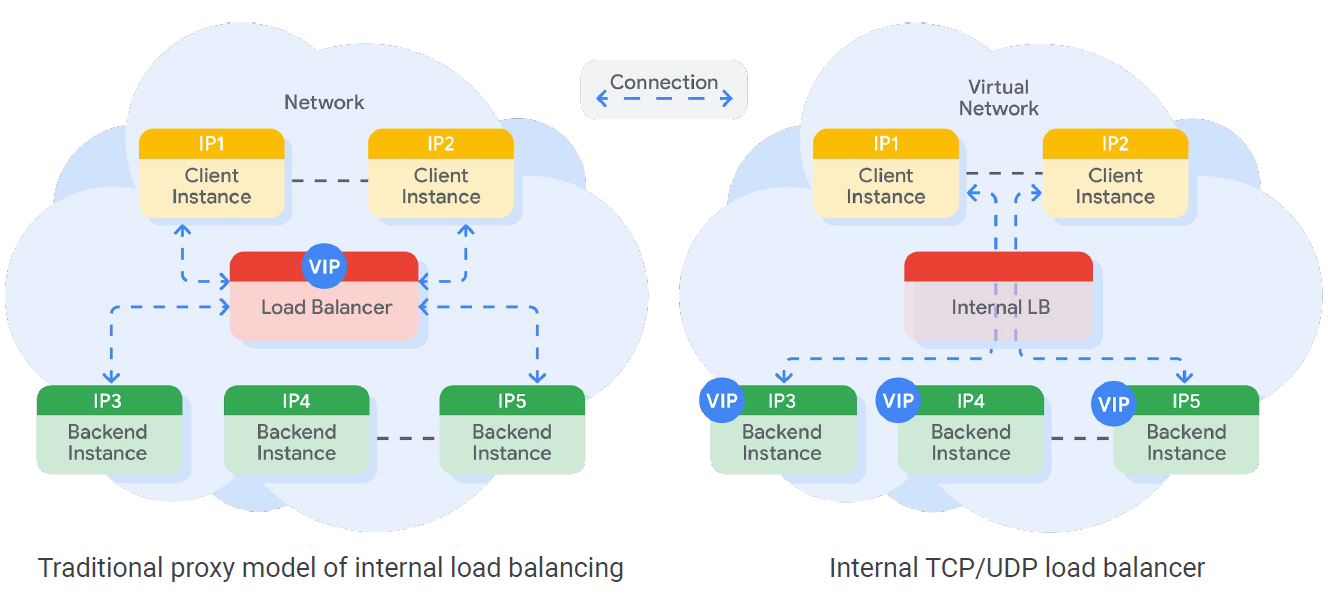 Network
IP1
Client
Instance
IP2
Client
Instance
VIP
Load Balancer
IP3
Backend
Instance
IP4
Backend
Instance
IP5
Backend
Instance
Traditional proxy model of internal load balancing
Connection
Virtual
Network
IP1
Client
Instance
IP2
Client
Instance
Internal LB
VIP
IP3
Backend
Instance
VIP
IP4
Backend
Instance
VIP
IP5
Backend
Instance
Internal TCP/UDP load balancer